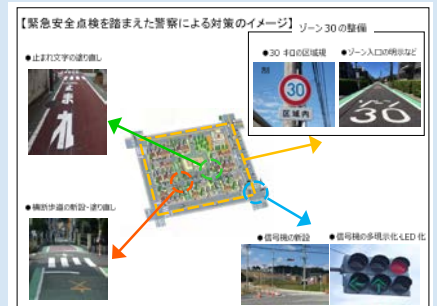 【緊急安全点検を踏まえた警察による対策のイメージ】
ゾーン30の整備
●止まれ文字の塗り直し
●30キロの区域規
●ゾーン入口の明示など
止まれ
30
区域内
ゾーン
30
●横断歩道の新設・塗り直し
●信号機の新設
●信号機の多現示化・LED化